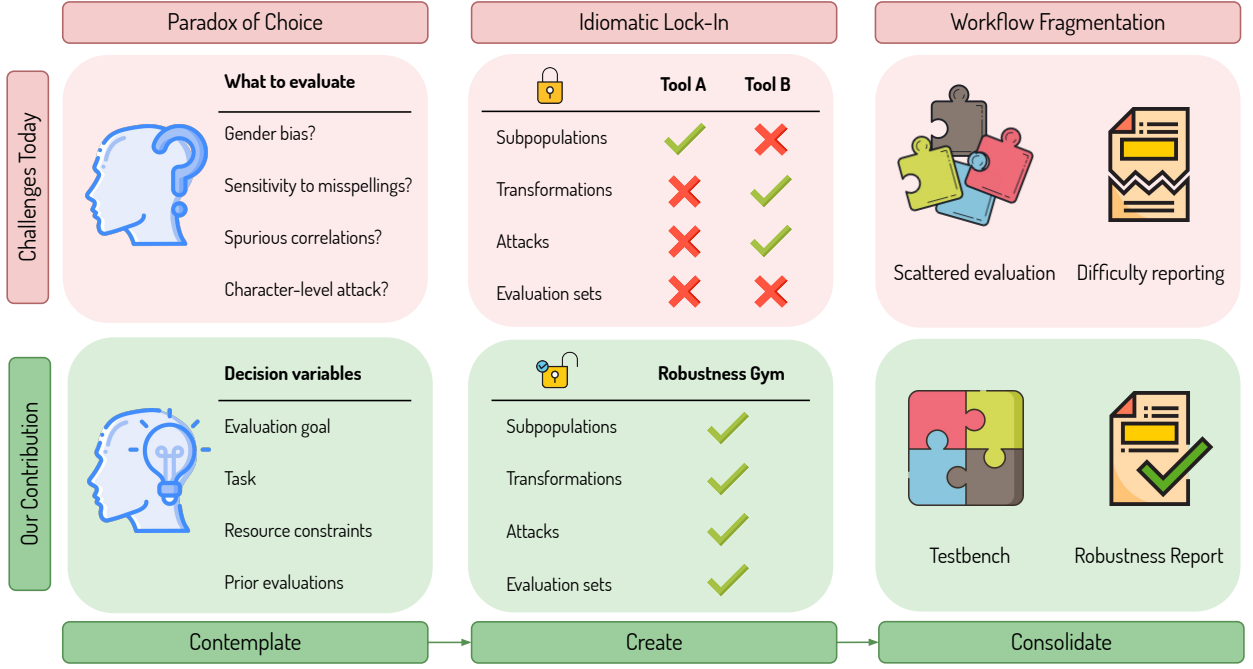 Paradox of Choice
Idiomatic Lock-In
Workflow Fragmentation
Challenges Today
What to evaluate
Gender bias?
Sensitivity to misspellings?
Spurious correlations?
Character-level attack?
Tool A Tool B
Subpopulations
Transformations
Attacks
Evaluation sets
Scattered evaluation
Difficulty reporting
Our Contribution
Decision variables
Evaluation goal
Task
Resource constraints
Prior evaluations
Robustness Gym
Subpopulations
Transformations
Attacks
Evaluation sets
Testbench
Robustness Report
Contemplate
Create
Consolidate